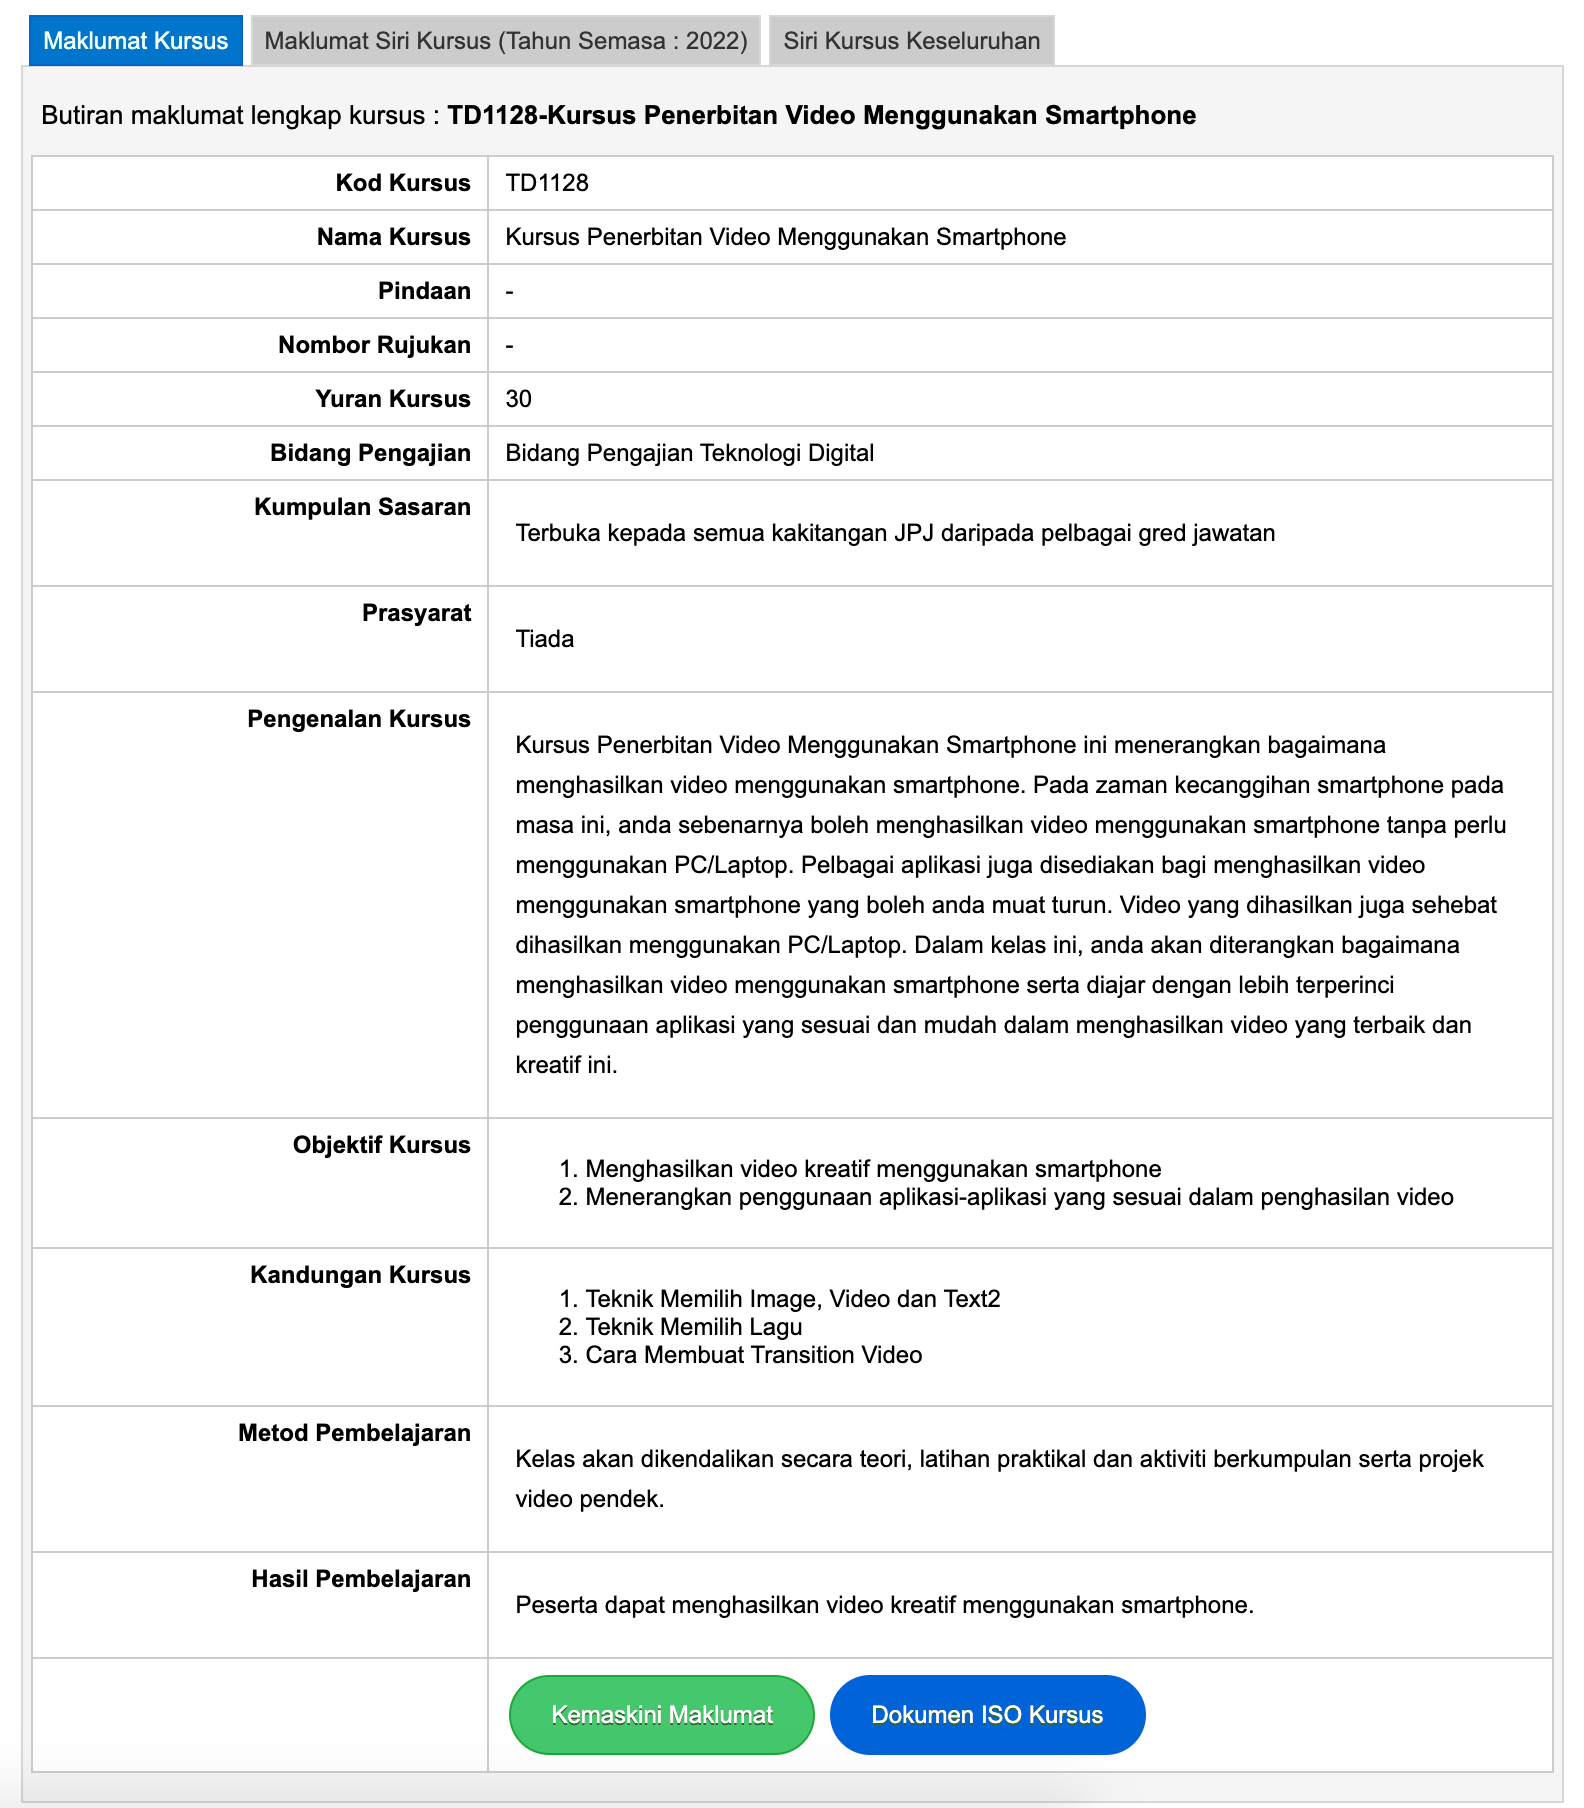 Maklumat Kursus
Maklumat Siri Kursus (Tahun Semasa : 2022)
Siri Kursus Keseluruhan
Butiran maklumat lengkap kursus : TD1128-Kursus Penerbitan Video Menggunakan Smartphone
Kod Kursus
TD1128
Nama Kursus
Kursus Penerbitan Video Menggunakan Smartphone
Pindaan
-
Nombor Rujukan
-
Yuran Kursus
30
Bidang Pengajian
Bidang Pengajian Teknologi Digital
Kumpulan Sasaran
Terbuka kepada semua kakitangan JPJ daripada pelbagai gred jawatan
Prasyarat
Tiada
Pengenalan Kursus
Kursus Penerbitan Video Menggunakan Smartphone ini menerangkan bagaimana
menghasilkan video menggunakan smartphone. Pada zaman kecanggihan smartphone pada
masa ini, anda sebenarnya boleh menghasilkan video menggunakan smartphone tanpa perlu
menggunakan PC/Laptop. Pelbagai aplikasi juga disediakan bagi menghasilkan video
menggunakan smartphone yang boleh anda muat turun. Video yang dihasilkan juga sehebat
dihasilkan menggunakan PC/Laptop. Dalam kelas ini, anda akan diterangkan bagaimana
menghasilkan video menggunakan smartphone serta diajar dengan lebih terperinci
penggunaan aplikasi yang sesuai dan mudah dalam menghasilkan video yang terbaik dan
kreatif ini.
Objektif Kursus
1. Menghasilkan video kreatif menggunakan smartphone
2. Menerangkan penggunaan aplikasi-aplikasi yang sesuai dalam penghasilan video
Kandungan Kursus
1. Teknik Memilih Image, Video dan Text2
2. Teknik Memilih Lagu
3. Cara Membuat Transition Video
Metod Pembelajaran
Kelas akan dikendalikan secara teori, latihan praktikal dan aktiviti berkumpulan serta projek
video pendek.
Hasil Pembelajaran
Peserta dapat menghasilkan video kreatif menggunakan smartphone.
Kemaskini Maklumat
Dokumen ISO Kursus